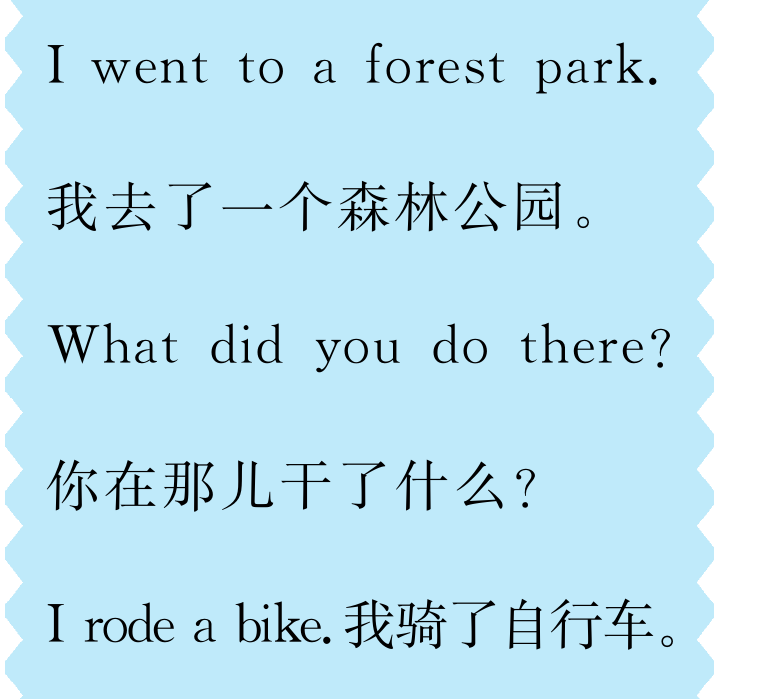 I went to a forest park.
我去了一个森林公园。
What did you do there?
你在那儿干了什么?
I rode a bike.我骑了自行车。